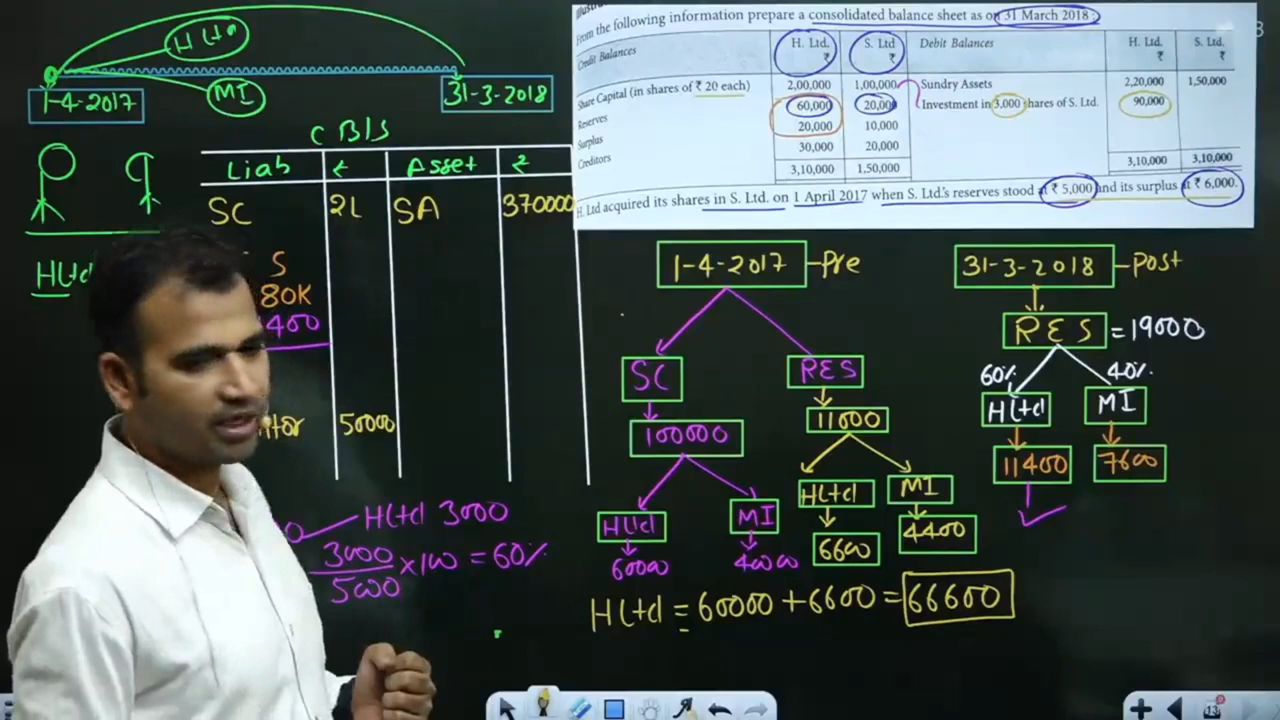 H Ltd
MI
1-4-2017
31-3-2018
H Ltd
C B/S
Liab ₹ Asset ₹
SC 2L SA 370000
S
80K
400
50000
H Ltd 3000
3000
5000
×100 = 60%
From the following information prepare a consolidated balance sheet as on 31 March 2018 :
Credit Balances H. Ltd. ₹ S. Ltd ₹ Debit Balances H. Ltd. ₹ S. Ltd. ₹
Share Capital (in shares of ₹ 20 each) 2,00,000 1,00,000 Sundry Assets 2,20,000 1,50,000
Reserves 60,000 20,000 Investment in 3,000 shares of S. Ltd. 90,000
Surplus 20,000 10,000
Creditors 30,000 20,000
3,10,000 1,50,000 3,10,000 3,10,000
H. Ltd acquired its shares in S. Ltd. on 1 April 2017 when S. Ltd.'s reserves stood at ₹ 5,000 and its surplus at ₹ 6,000.
1-4-2017 - Pre
SC RES
100000 11000
H Ltd MI H Ltd MI
60000 40000 6600 4400
H Ltd = 60000 + 6600 = 66600
31-3-2018 - Post
RES = 19000
60% 40%
H Ltd MI
11400 7600
13